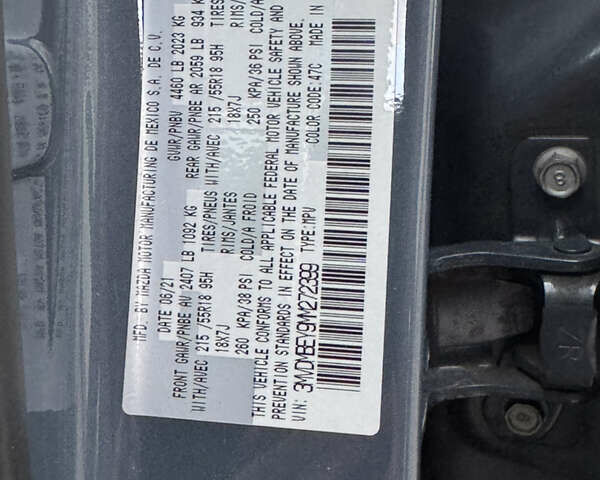 MFD. BY MAZDA MOTOR MANUFACTURING DE MEXICO S.A. DE C.V.
DATE 06/21 GVWR/PNBV 4460 LB 2023 KG
FRONT GAWR/PNBE AV 2407 LB 1092 KG REAR GAWR/PNBE AR 2059 LB 934 K
WITH/AVEC 215 /55R18 95H TIRES/PNEUS WITH/AVEC 215 /55R18 95H TIRES
18X7J RIMS/JANTES 18X7J RIMS/J
260 KPA/38 PSI COLD/A FROID 250 KPA/36 PSI COLD/A
THIS VEHICLE CONFORMS TO ALL APPLICABLE FEDERAL MOTOR VEHICLE SAFETY AND
PREVENTION STANDARDS IN EFFECT ON THE DATE OF MANUFACTURE SHOWN ABOVE.
VIN: 3MVDMBEY9MM272399 TYPE:MPV COLOR CODE:47C MADE IN